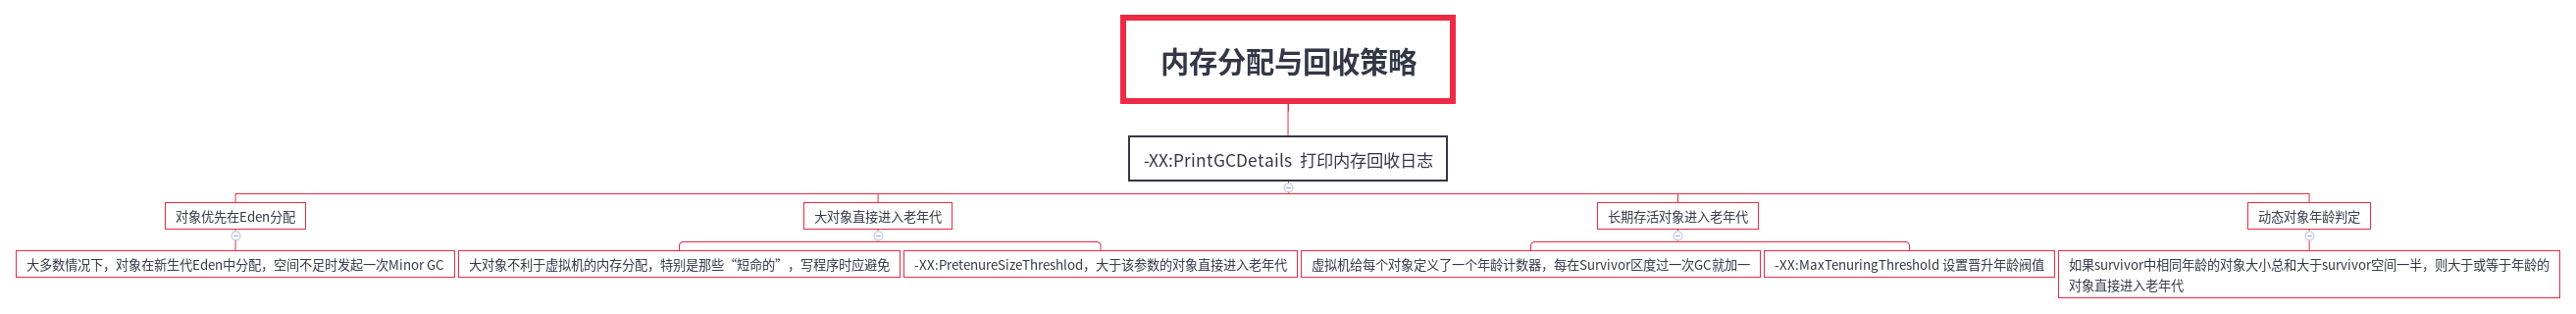 内存分配与回收策略
-XX:PrintGCDetails 打印内存回收日志
对象优先在Eden分配
大对象直接进入老年代
长期存活对象进入老年代
动态对象年龄判定
大多数情况下，对象在新生代Eden中分配，空间不足时发起一次Minor GC
大对象不利于虚拟机的内存分配，特别是那些“短命的”，写程序时应避免
-XX:PretenureSizeThreshlod，大于该参数的对象直接进入老年代
虚拟机给每个对象定义了一个年龄计数器，每在Survivor区度过一次GC就加一
-XX:MaxTenuringThreshold 设置晋升年龄阀值
如果survivor中相同年龄的对象大小总和大于survivor空间一半，则大于或等于年龄的
对象直接进入老年代